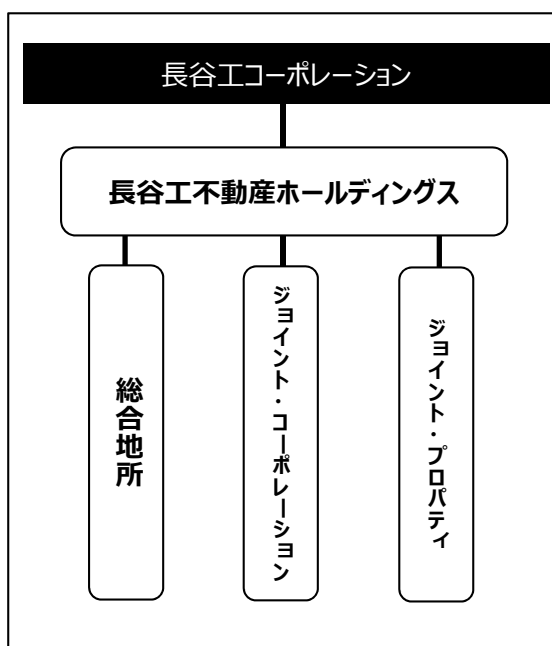 長谷工コーポレーション
長谷工不動産ホールディングス
総合地所
ジョイント・コーポレーション
ジョイント・プロパティ